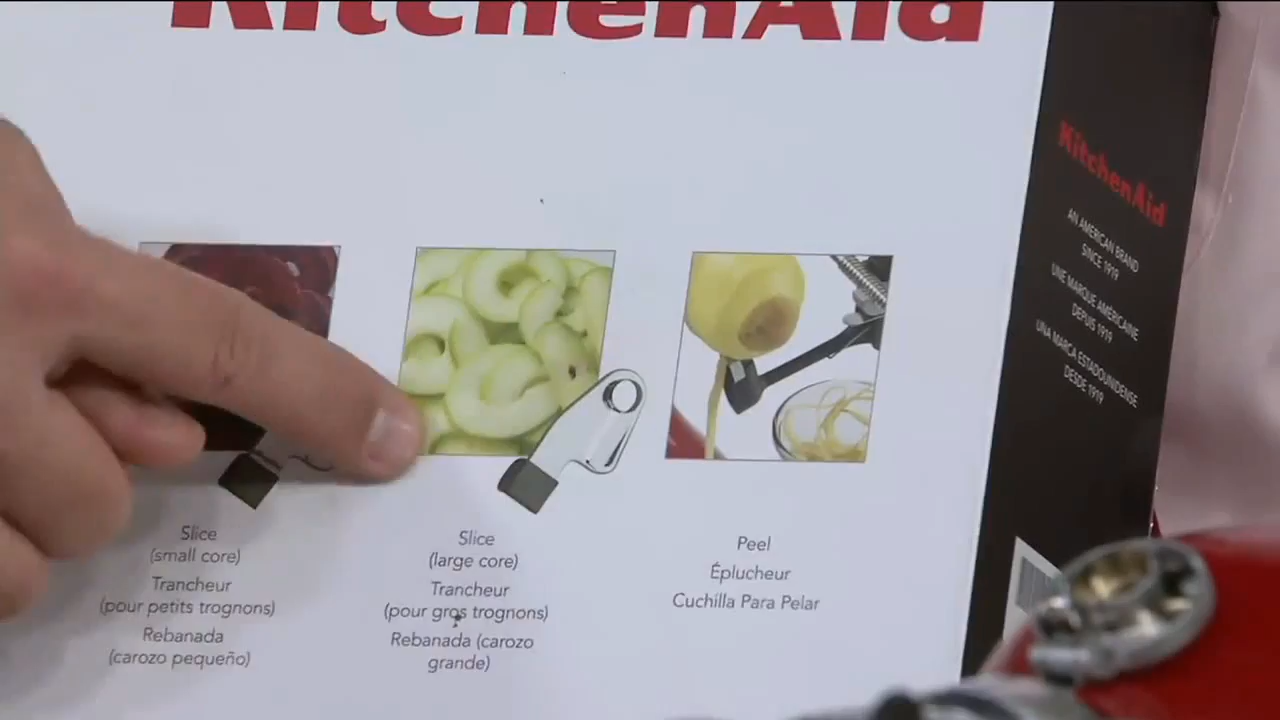 KitchenAid
Slice
(small core)
Trancheur
(pour petits trognons)
Rebanada
(carozo pequeño)
Slice
(large core)
Trancheur
(pour gros trognons)
Rebanada (carozo
grande)
Peel
Éplucheur
Cuchilla Para Pelar
KitchenAid
AN AMERICAN BRAND
SINCE 1919
UNE MARQUE AMÉRICAINE
DEPUIS 1919
UNA MARCA ESTADOUNIDENSE
DESDE 1919